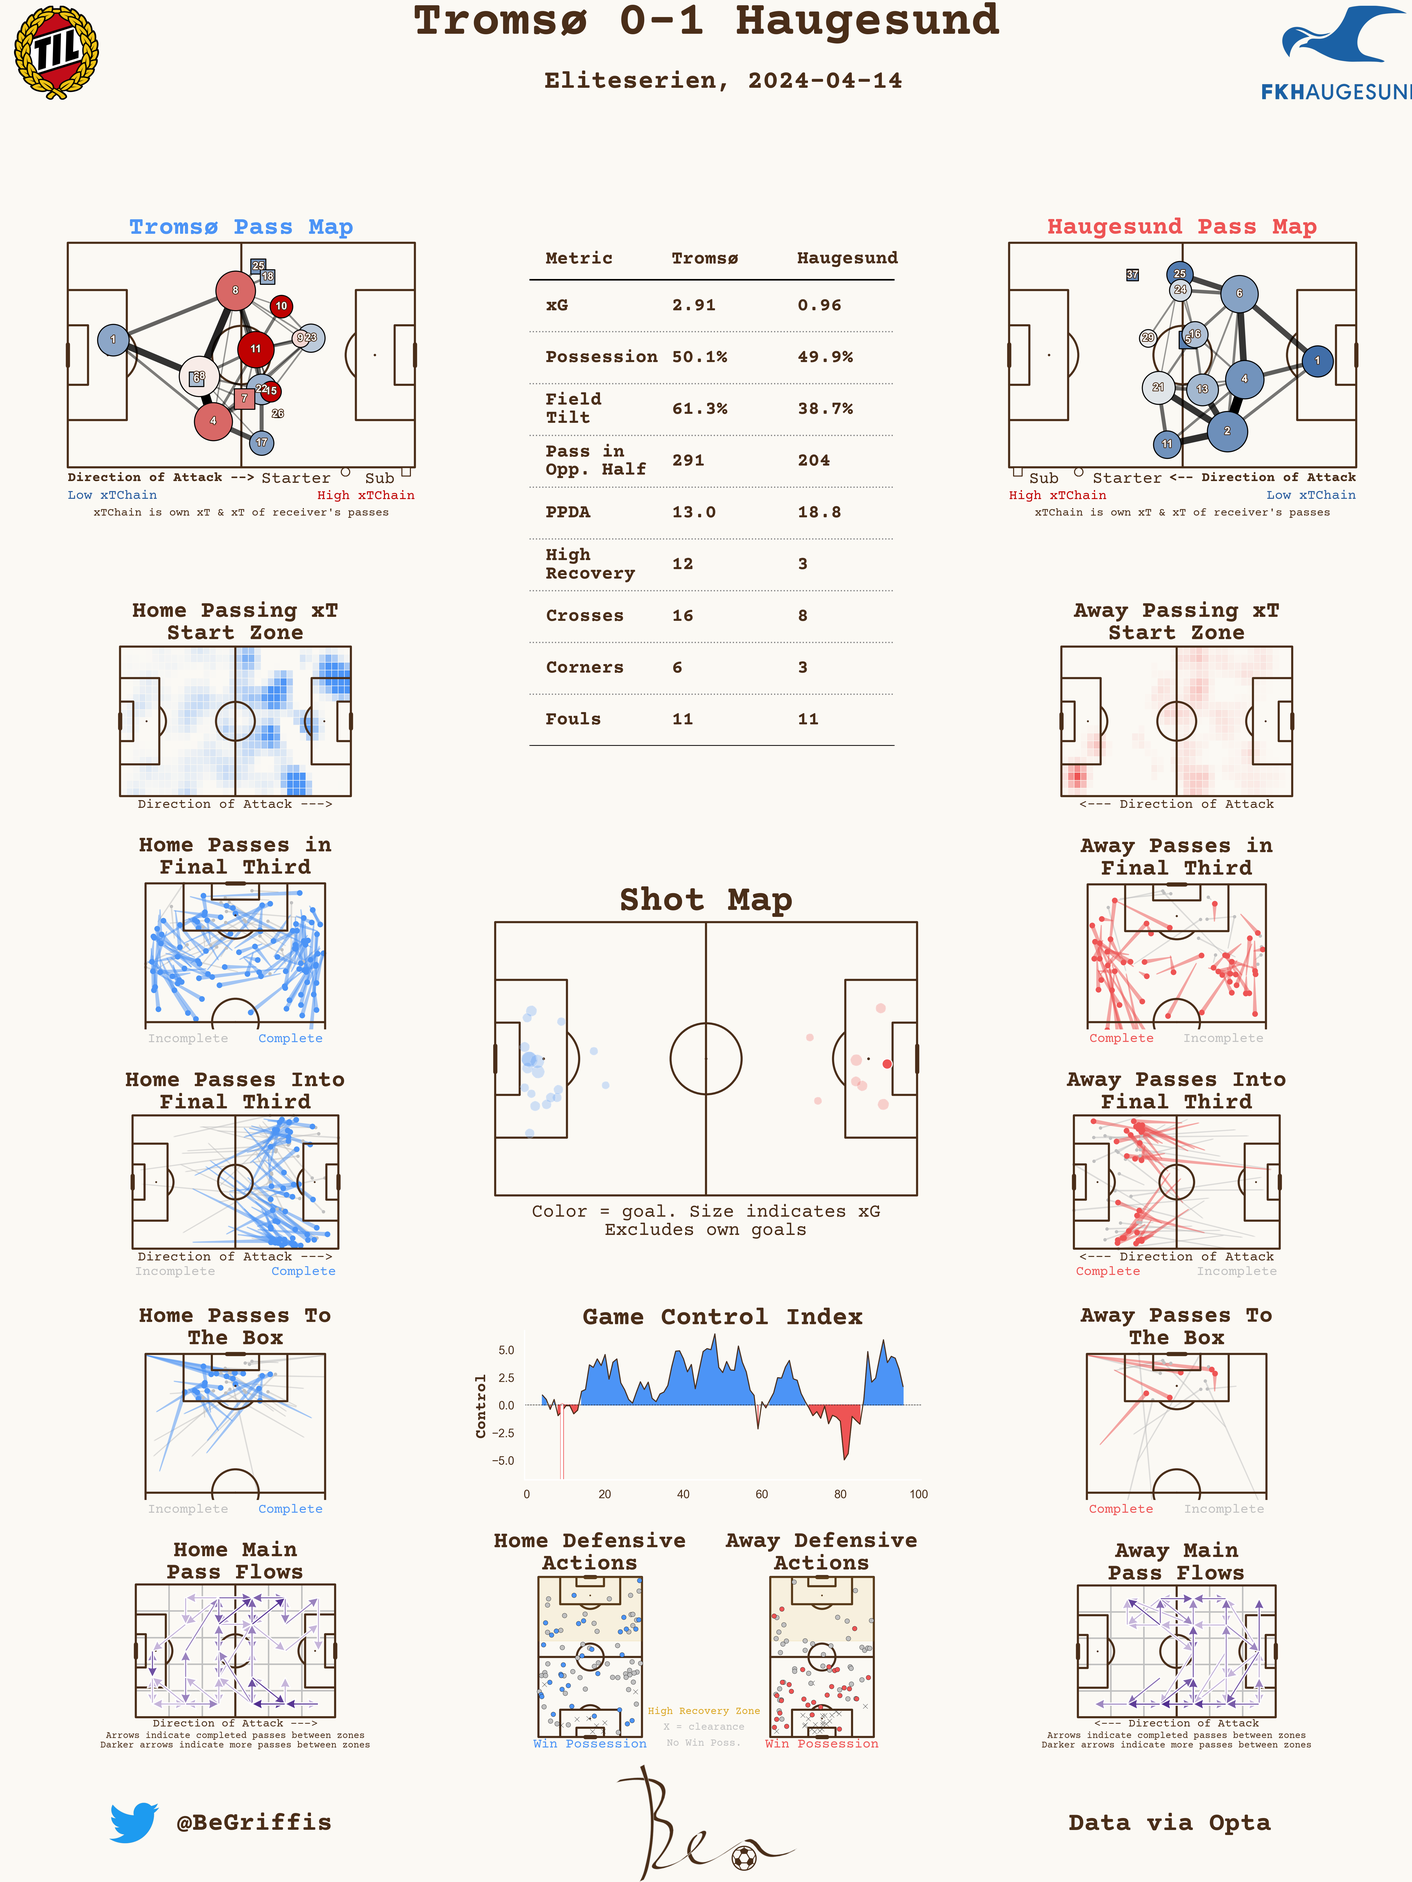 Tromsø 0-1 Haugesund
Eliteserien, 2024-04-14
TIL
FKHAUGESUN
Tromsø Pass Map
25
18
8
10
1
9
23
11
68
6
22
15
7
26
4
17
Direction of Attack --> Starter Sub
Low xTChain High xTChain
xTChain is own xT & xT of receiver's passes
Metric Tromsø Haugesund
xG 2.91 0.96
Possession 50.1% 49.9%
Field
Tilt 61.3% 38.7%
Pass in
Opp. Half 291 204
PPDA 13.0 18.8
High
Recovery 12 3
Crosses 16 8
Corners 6 3
Fouls 11 11
Haugesund Pass Map
37
25
24
6
29
16
5
1
21
13
4
11
2
Sub Starter <-- Direction of Attack
High xTChain Low xTChain
xTChain is own xT & xT of receiver's passes
Home Passing xT
Start Zone
Direction of Attack --->
Away Passing xT
Start Zone
<--- Direction of Attack
Home Passes in
Final Third
Incomplete Complete
Away Passes in
Final Third
Complete Incomplete
Shot Map
Color = goal. Size indicates xG
Excludes own goals
Home Passes Into
Final Third
Direction of Attack --->
Incomplete Complete
Away Passes Into
Final Third
<--- Direction of Attack
Complete Incomplete
Home Passes To
The Box
Incomplete Complete
Game Control Index
Control
5.0
2.5
0.0
−2.5
−5.0
0 20 40 60 80 100
Away Passes To
The Box
Complete Incomplete
Home Main
Pass Flows
Direction of Attack --->
Arrows indicate completed passes between zones
Darker arrows indicate more passes between zones
Home Defensive
Actions
Win Possession
Away Defensive
Actions
Win Possession
High Recovery Zone
X = clearance
No Win Poss.
Away Main
Pass Flows
<--- Direction of Attack
Arrows indicate completed passes between zones
Darker arrows indicate more passes between zones
@BeGriffis
Ben
Data via Opta